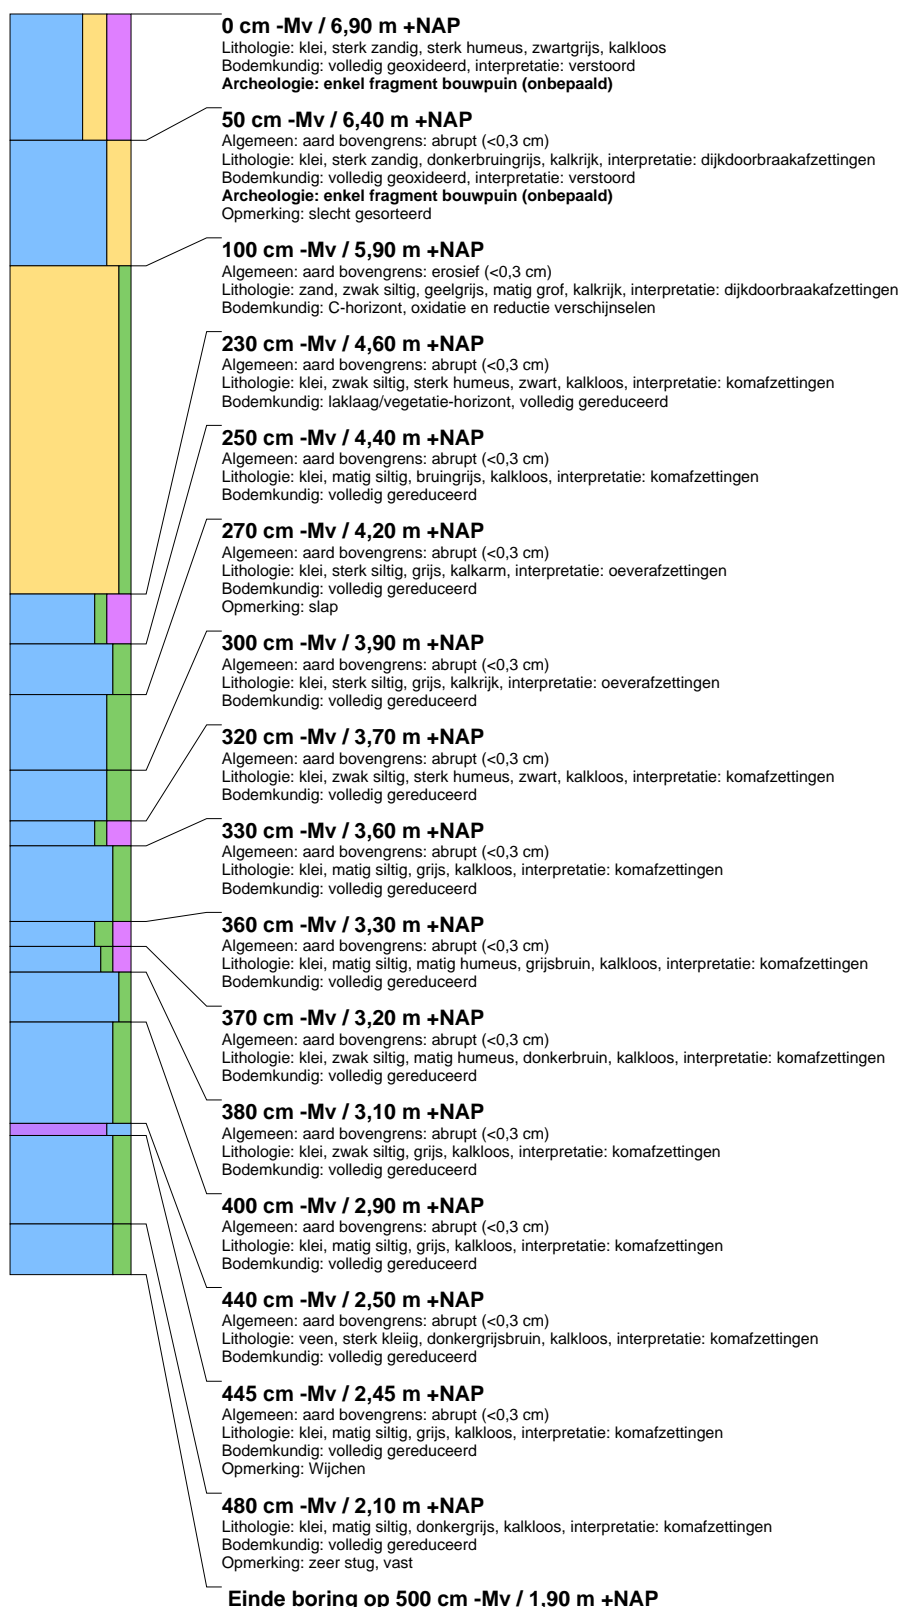 0 cm -Mv / 6,90 m +NAP
Lithologie: klei, sterk zandig, sterk humeus, zwartgrijs, kalkloos
Bodemkundig: volledig geoxideerd, interpretatie: verstoord
Archeologie: enkel fragment bouwpuin (onbepaald)
50 cm -Mv / 6,40 m +NAP
Algemeen: aard bovengrens: abrupt (<0,3 cm)
Lithologie: klei, sterk zandig, donkerbruingrijs, kalkrijk, interpretatie: dijkdoorbraakafzettingen
Bodemkundig: volledig geoxideerd, interpretatie: verstoord
Archeologie: enkel fragment bouwpuin (onbepaald)
Opmerking: slecht gesorteerd
100 cm -Mv / 5,90 m +NAP
Algemeen: aard bovengrens: erosief (<0,3 cm)
Lithologie: zand, zwak siltig, geelgrijs, matig grof, kalkrijk, interpretatie: dijkdoorbraakafzettingen
Bodemkundig: C-horizont, oxidatie en reductie verschijnselen
230 cm -Mv / 4,60 m +NAP
Algemeen: aard bovengrens: abrupt (<0,3 cm)
Lithologie: klei, zwak siltig, sterk humeus, zwart, kalkloos, interpretatie: komafzettingen
Bodemkundig: laklaag/vegetatie-horizont, volledig gereduceerd
250 cm -Mv / 4,40 m +NAP
Algemeen: aard bovengrens: abrupt (<0,3 cm)
Lithologie: klei, matig siltig, bruingrijs, kalkloos, interpretatie: komafzettingen
Bodemkundig: volledig gereduceerd
270 cm -Mv / 4,20 m +NAP
Algemeen: aard bovengrens: abrupt (<0,3 cm)
Lithologie: klei, sterk siltig, grijs, kalkarm, interpretatie: oeverafzettingen
Bodemkundig: volledig gereduceerd
Opmerking: slap
300 cm -Mv / 3,90 m +NAP
Algemeen: aard bovengrens: abrupt (<0,3 cm)
Lithologie: klei, sterk siltig, grijs, kalkrijk, interpretatie: oeverafzettingen
Bodemkundig: volledig gereduceerd
320 cm -Mv / 3,70 m +NAP
Algemeen: aard bovengrens: abrupt (<0,3 cm)
Lithologie: klei, zwak siltig, sterk humeus, zwart, kalkloos, interpretatie: komafzettingen
Bodemkundig: volledig gereduceerd
330 cm -Mv / 3,60 m +NAP
Algemeen: aard bovengrens: abrupt (<0,3 cm)
Lithologie: klei, matig siltig, grijs, kalkloos, interpretatie: komafzettingen
Bodemkundig: volledig gereduceerd
360 cm -Mv / 3,30 m +NAP
Algemeen: aard bovengrens: abrupt (<0,3 cm)
Lithologie: klei, matig siltig, matig humeus, grijsbruin, kalkloos, interpretatie: komafzettingen
Bodemkundig: volledig gereduceerd
370 cm -Mv / 3,20 m +NAP
Algemeen: aard bovengrens: abrupt (<0,3 cm)
Lithologie: klei, zwak siltig, matig humeus, donkerbruin, kalkloos, interpretatie: komafzettingen
Bodemkundig: volledig gereduceerd
380 cm -Mv / 3,10 m +NAP
Algemeen: aard bovengrens: abrupt (<0,3 cm)
Lithologie: klei, zwak siltig, grijs, kalkloos, interpretatie: komafzettingen
Bodemkundig: volledig gereduceerd
400 cm -Mv / 2,90 m +NAP
Algemeen: aard bovengrens: abrupt (<0,3 cm)
Lithologie: klei, matig siltig, grijs, kalkloos, interpretatie: komafzettingen
Bodemkundig: volledig gereduceerd
440 cm -Mv / 2,50 m +NAP
Algemeen: aard bovengrens: abrupt (<0,3 cm)
Lithologie: veen, sterk kleiig, donkergrijsbruin, kalkloos, interpretatie: komafzettingen
Bodemkundig: volledig gereduceerd
445 cm -Mv / 2,45 m +NAP
Algemeen: aard bovengrens: abrupt (<0,3 cm)
Lithologie: klei, matig siltig, grijs, kalkloos, interpretatie: komafzettingen
Bodemkundig: volledig gereduceerd
Opmerking: Wijchen
480 cm -Mv / 2,10 m +NAP
Lithologie: klei, matig siltig, donkergrijs, kalkloos, interpretatie: komafzettingen
Bodemkundig: volledig gereduceerd
Opmerking: zeer stug, vast
Einde boring op 500 cm -Mv / 1,90 m +NAP